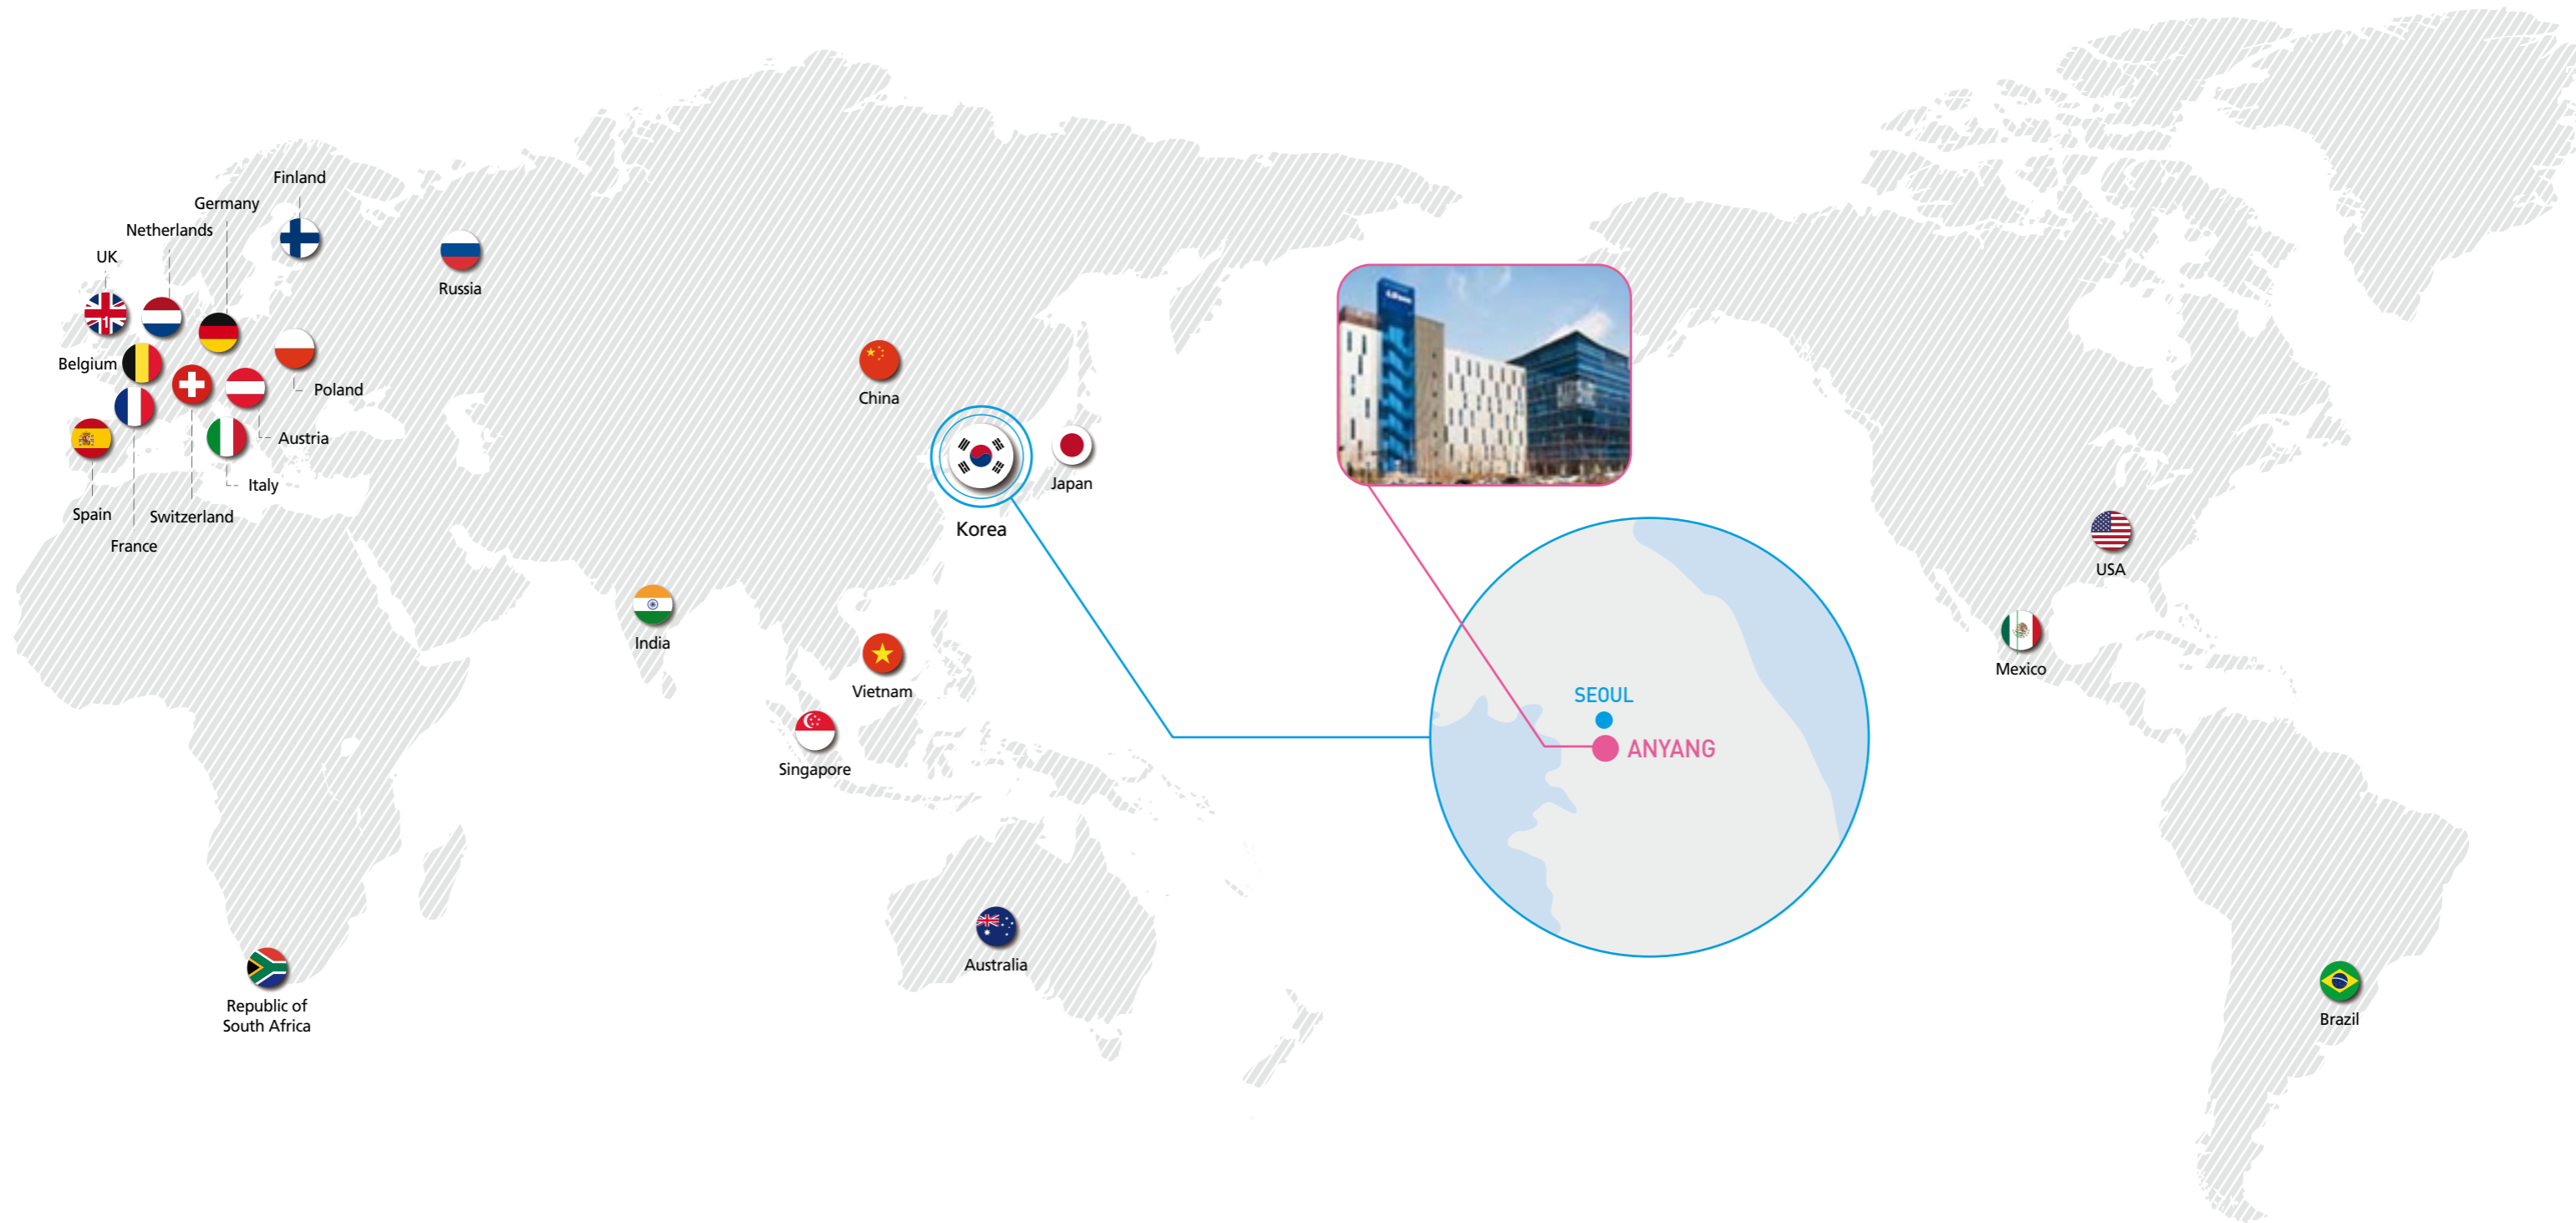 Finland
Germany
Netherlands
UK
Russia
Belgium
Poland
Austria
Italy
Spain
Switzerland
France
China
Korea
Japan
India
Vietnam
Singapore
Australia
Republic of
South Africa
SEOUL
ANYANG
USA
Mexico
Brazil